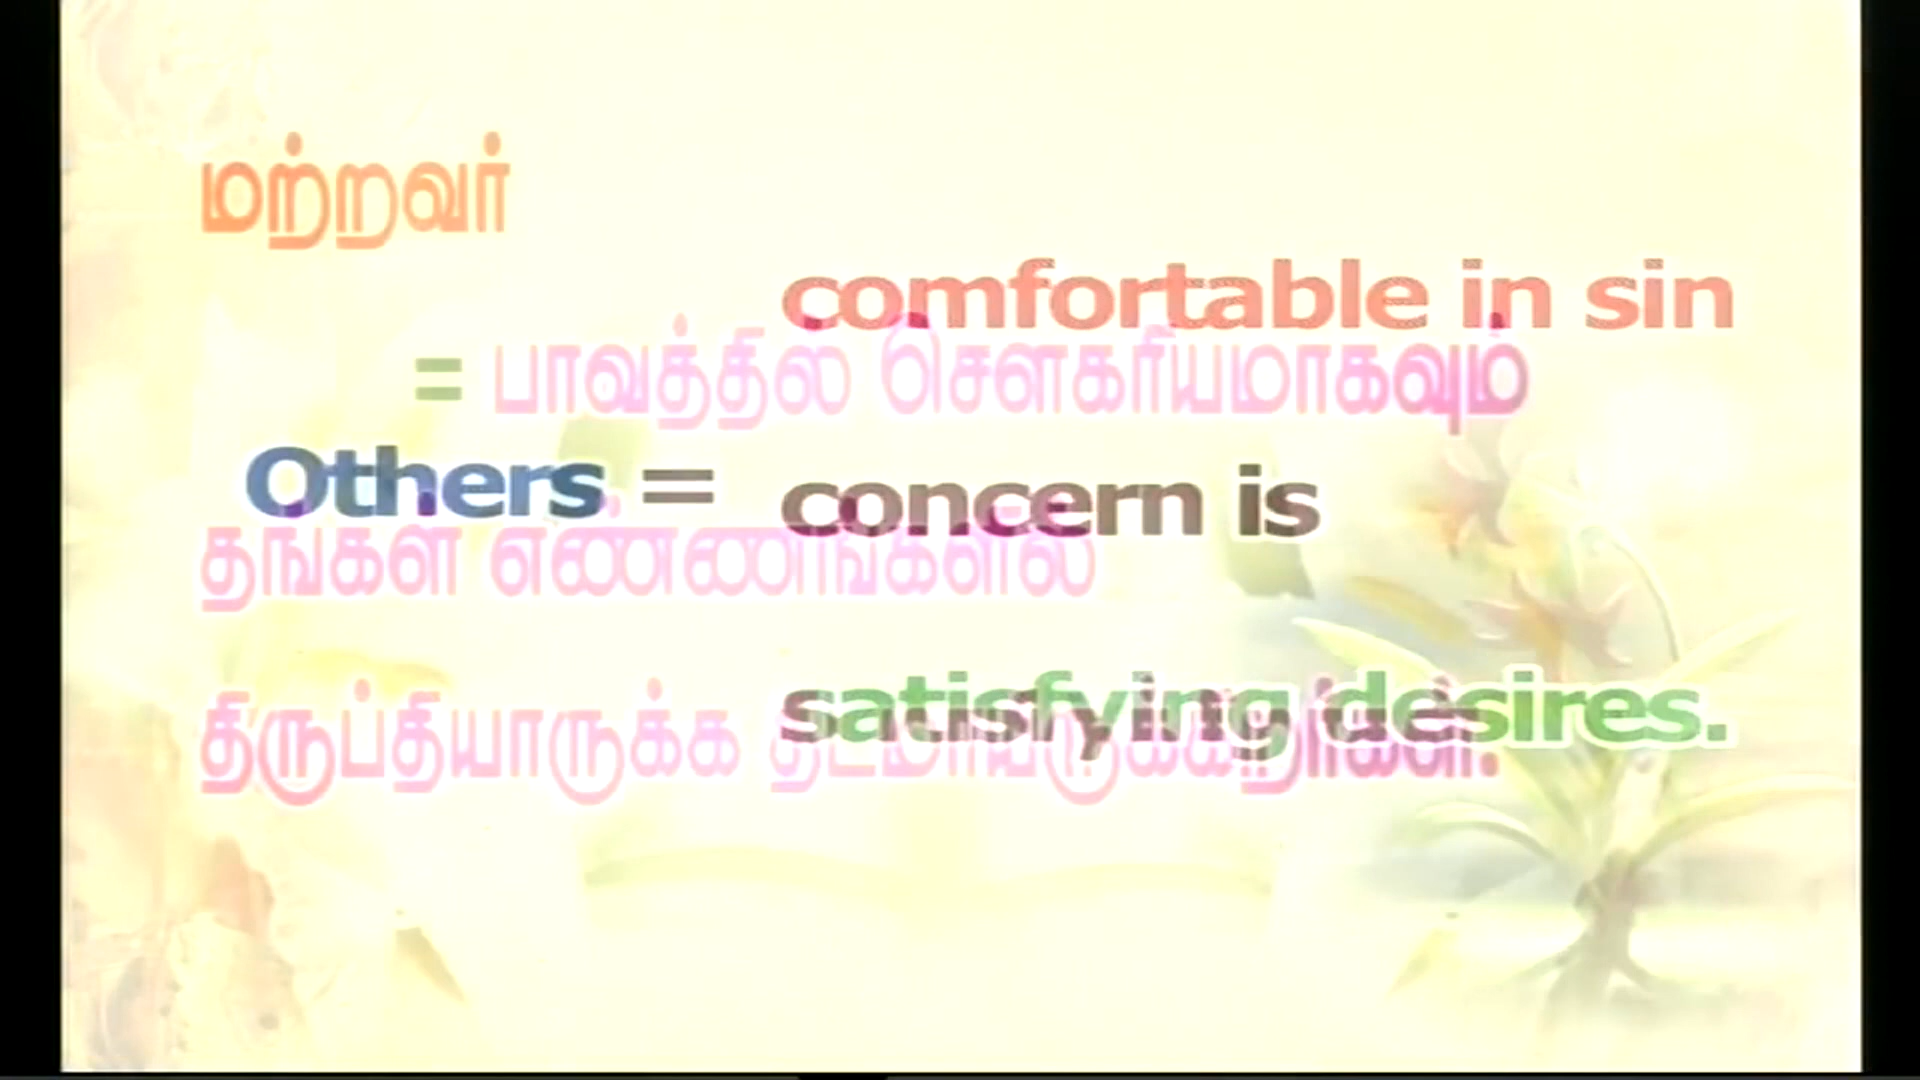 மற்றவர்
comfortable in sin
= பாவத்தில் சௌகரியமாகவும்
Others = concern is
தங்கள் எண்ணங்களில்
satisfying desires.